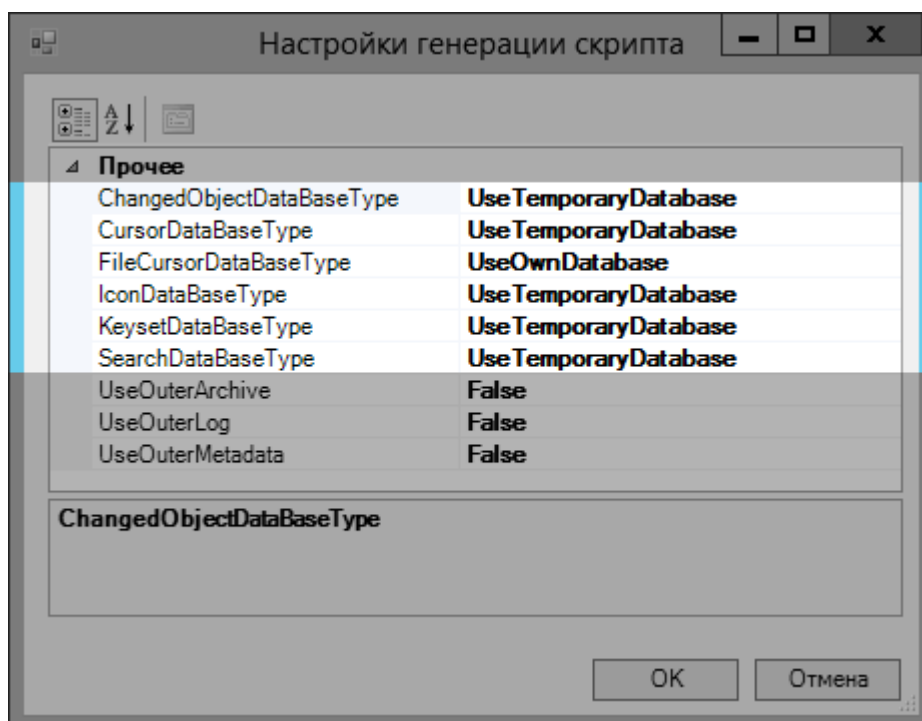 Настройки генерации скрипта
Прочее
ChangedObjectDataBaseType UseTemporaryDatabase
CursorDataBaseType UseTemporaryDatabase
FileCursorDataBaseType UseOwnDatabase
IconDataBaseType UseTemporaryDatabase
KeysetDataBaseType UseTemporaryDatabase
SearchDataBaseType UseTemporaryDatabase
UseOuterArchive False
UseOuterLog False
UseOuterMetadata False
ChangedObjectDataBaseType
OK Отмена